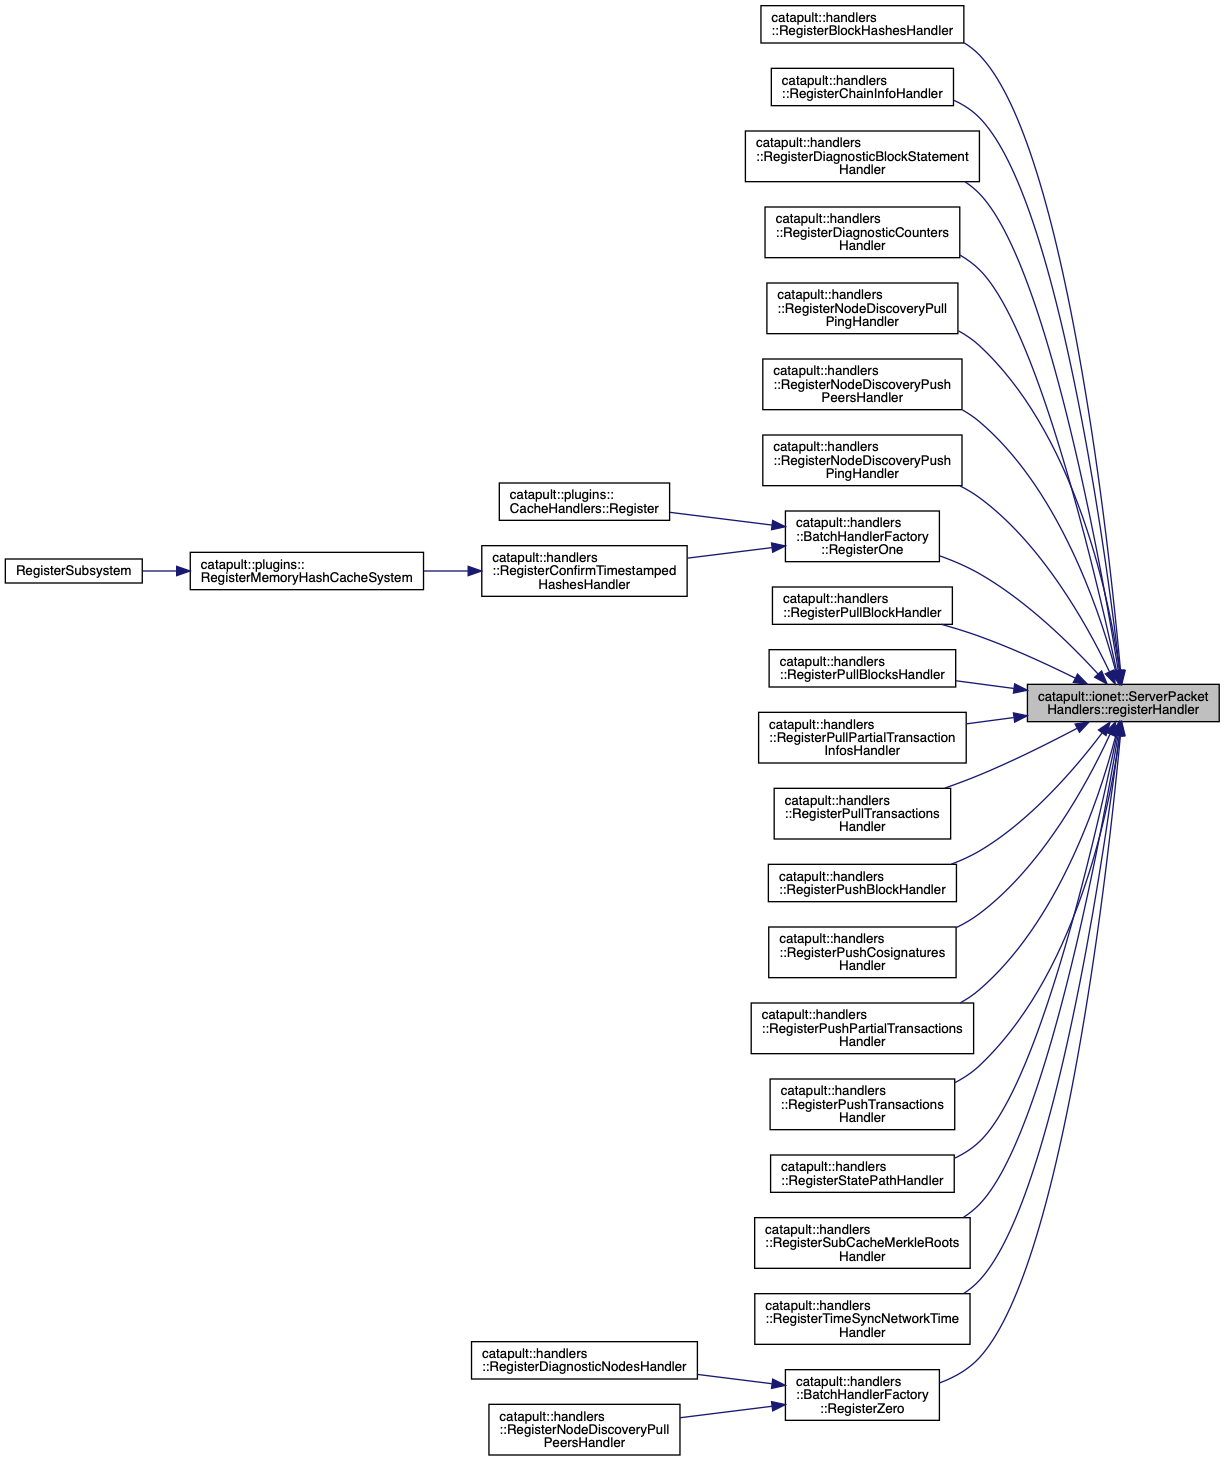 catapult::handlers
::RegisterBlockHashesHandler
catapult::handlers
::RegisterChainInfoHandler
catapult::handlers
::RegisterDiagnosticBlockStatement
Handler
catapult::handlers
::RegisterDiagnosticCounters
Handler
catapult::handlers
::RegisterNodeDiscoveryPull
PingHandler
catapult::handlers
::RegisterNodeDiscoveryPush
PeersHandler
catapult::handlers
::RegisterNodeDiscoveryPush
PingHandler
catapult::plugins::
CacheHandlers::Register
catapult::handlers
::BatchHandlerFactory
::RegisterOne
RegisterSubsystem
catapult::plugins::
RegisterMemoryHashCacheSystem
catapult::handlers
::RegisterConfirmTimestamped
HashesHandler
catapult::handlers
::RegisterPullBlockHandler
catapult::handlers
::RegisterPullBlocksHandler
catapult::ionet::ServerPacket
Handlers::registerHandler
catapult::handlers
::RegisterPullPartialTransaction
InfosHandler
catapult::handlers
::RegisterPullTransactions
Handler
catapult::handlers
::RegisterPushBlockHandler
catapult::handlers
::RegisterPushCosignatures
Handler
catapult::handlers
::RegisterPushPartialTransactions
Handler
catapult::handlers
::RegisterPushTransactions
Handler
catapult::handlers
::RegisterStatePathHandler
catapult::handlers
::RegisterSubCacheMerkleRoots
Handler
catapult::handlers
::RegisterTimeSyncNetworkTime
Handler
catapult::handlers
::RegisterDiagnosticNodesHandler
catapult::handlers
::BatchHandlerFactory
::RegisterZero
catapult::handlers
::RegisterNodeDiscoveryPull
PeersHandler